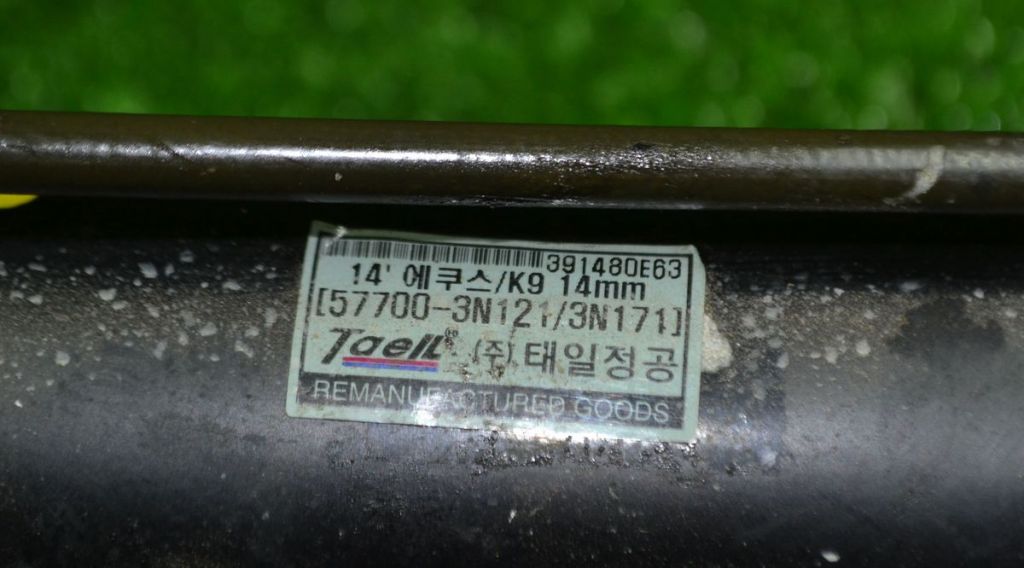 391480E63
14' 에쿠스/K9 14mm
[57700-3N121/3N171]
Taeil® (주)태일정공
REMANUFACTURED GOODS